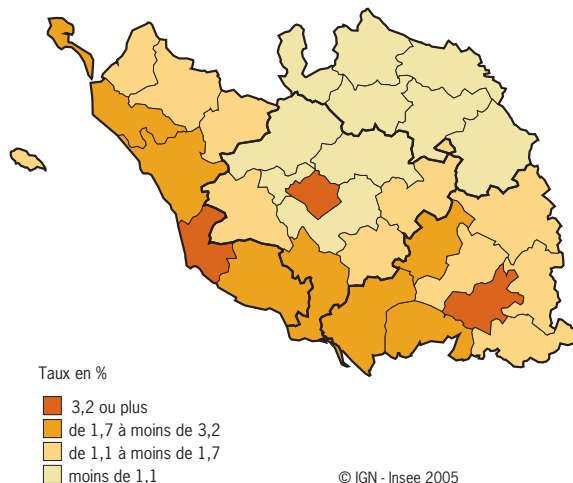 Taux en %
3,2 ou plus
de 1,7 à moins de 3,2
de 1,1 à moins de 1,7
moins de 1,1
© IGN - Insee 2005